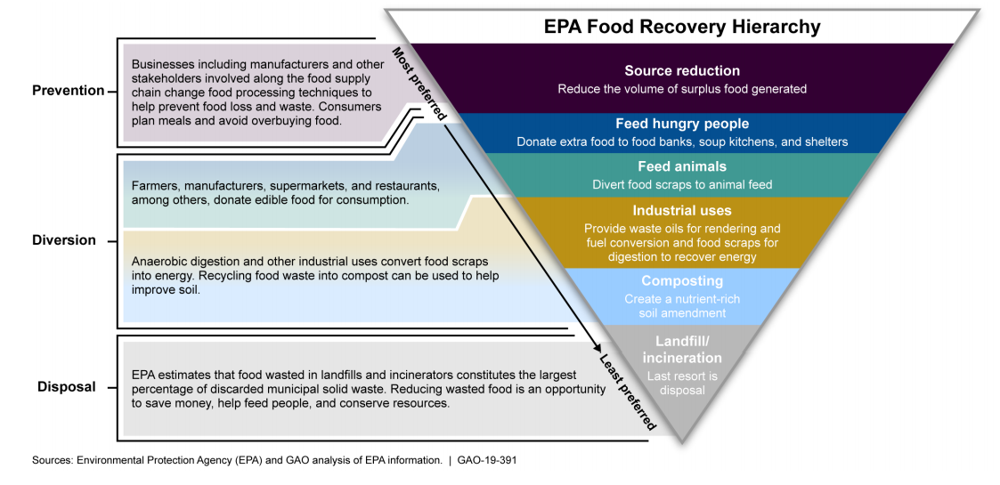 EPA Food Recovery Hierarchy
Prevention
Businesses including manufacturers and other
stakeholders involved along the food supply
chain change food processing techniques to
help prevent food loss and waste. Consumers
plan meals and avoid overbuying food.
Most preferred
Source reduction
Reduce the volume of surplus food generated
Feed hungry people
Donate extra food to food banks, soup kitchens, and shelters
Diversion
Farmers, manufacturers, supermarkets, and restaurants,
among others, donate edible food for consumption.
Feed animals
Divert food scraps to animal feed
Industrial uses
Provide waste oils for rendering and
fuel conversion and food scraps for
digestion to recover energy
Anaerobic digestion and other industrial uses convert food scraps
into energy. Recycling food waste into compost can be used to help
improve soil.
Composting
Create a nutrient-rich
soil amendment
Disposal
EPA estimates that food wasted in landfills and incinerators constitutes the largest
percentage of discarded municipal solid waste. Reducing wasted food is an opportunity
to save money, help feed people, and conserve resources.
Least preferred
Landfill/
incineration
Last resort is
disposal
Sources: Environmental Protection Agency (EPA) and GAO analysis of EPA information. | GAO-19-391